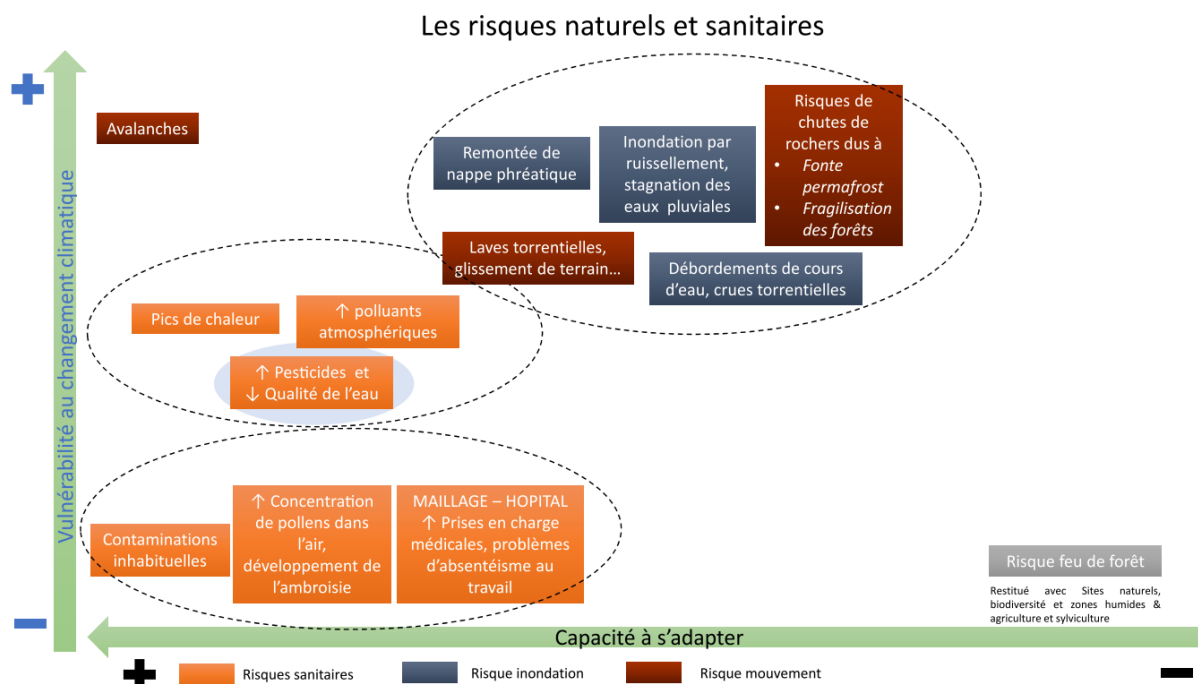 Les risques naturels et sanitaires
Vulnérabilité au changement climatique
Avalanches
Remontée de
nappe phréatique
Inondation par
ruissellement,
stagnation des
eaux pluviales
Risques de
chutes de
rochers dus à
• Fonte
permafrost
• Fragilisation
des forêts
Laves torrentielles,
glissement de terrain…
Débordements de cours
d’eau, crues torrentielles
Pics de chaleur
↑ polluants
atmosphériques
↑ Pesticides et
↓ Qualité de l’eau
Contaminations
inhabituelles
↑ Concentration
de pollens dans
l’air,
développement de
l’ambroisie
MAILLAGE – HOPITAL
↑ Prises en charge
médicales, problèmes
d’absentéisme au
travail
Risque feu de forêt
Restitué avec Sites naturels,
biodiversité et zones humides &
agriculture et sylviculture
Capacité à s’adapter
Risques sanitaires
Risque inondation
Risque mouvement